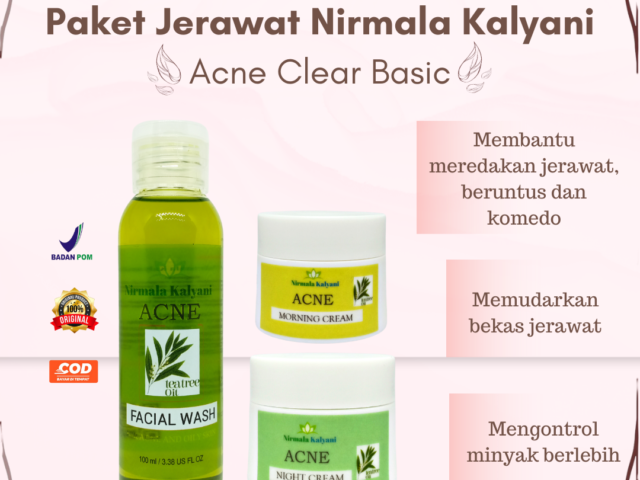 Paket Jerawat Nirmala Kalyani
Acne Clear Basic
Membantu
meredakan jerawat,
beruntus dan
komedo
BADAN POM
100%
ORIGINAL
COD
Memudarkan
bekas jerawat
Mengontrol
minyak berlebih
Nirmala Kalyani
ACNE
teatree
oil
FACIAL WASH
100 ml / 3.38 US FL OZ
Nirmala Kalyani
ACNE
MORNING CREAM
Nirmala Kalyani
ACNE
NIGHT CREAM